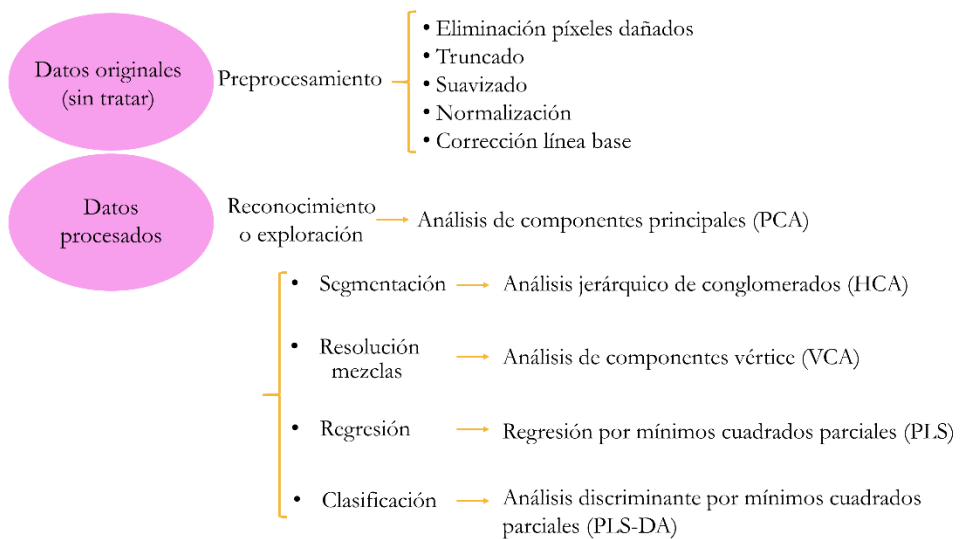 Datos originales
(sin tratar)
Preprocesamiento
• Eliminación píxeles dañados
• Truncado
• Suavizado
• Normalización
• Corrección línea base
Datos
procesados
Reconocimiento
o exploración
Análisis de componentes principales (PCA)
• Segmentación
Análisis jerárquico de conglomerados (HCA)
• Resolución
mezclas
Análisis de componentes vértice (VCA)
• Regresión
Regresión por mínimos cuadrados parciales (PLS)
• Clasificación
Análisis discriminante por mínimos cuadrados
parciales (PLS-DA)